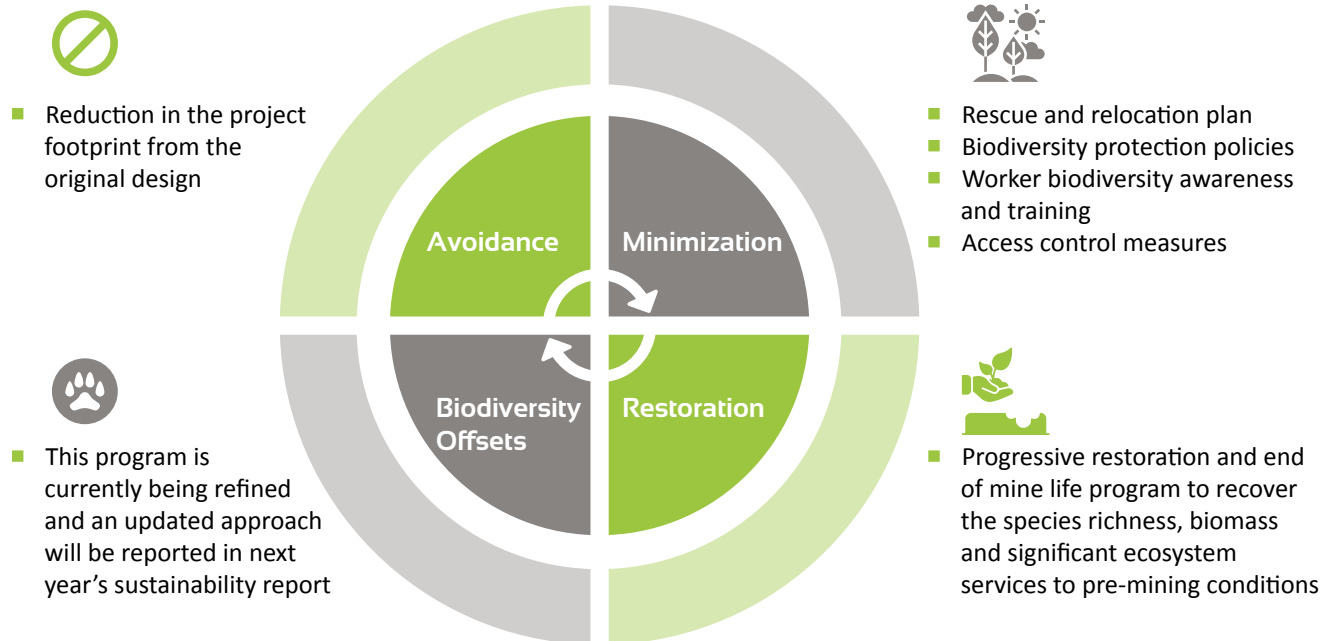 Reduction in the project
footprint from the
original design
Avoidance
Minimization
Rescue and relocation plan
Biodiversity protection policies
Worker biodiversity awareness
and training
Access control measures
This program is
currently being refined
and an updated approach
will be reported in next
year's sustainability report
Biodiversity
Offsets
Restoration
Progressive restoration and end
of mine life program to recover
the species richness, biomass
and significant ecosystem
services to pre-mining conditions